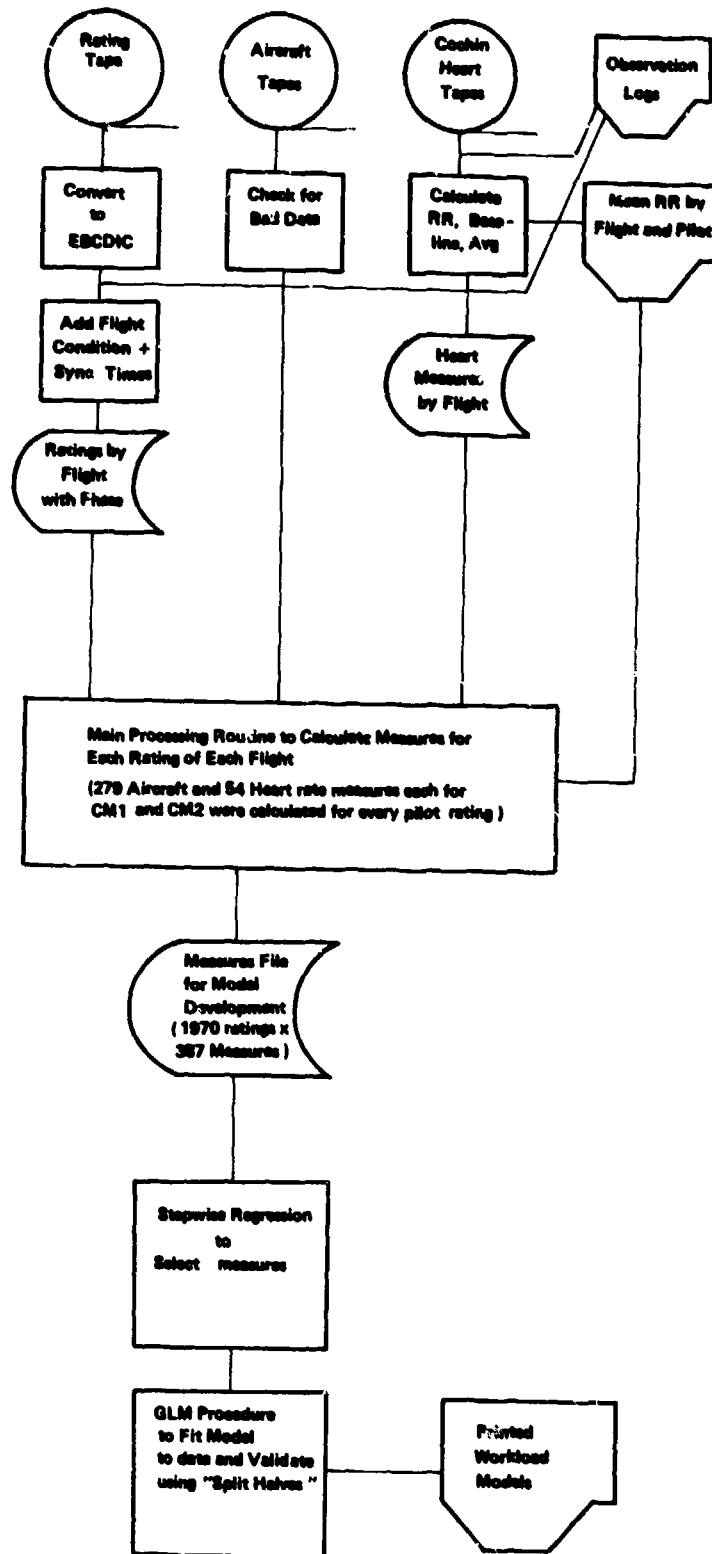 Rating
Tape
Aircraft
Tapes
Cochin
Heart
Tapes
Observation
Logs
Convert
to
EBCDIC
Check for
Bad Data
Calculate
RR, Base-
line, Avg
Mean RR by
Flight and Pilot
Add Flight
Condition +
Sync Times
Heart
Measures
by Flight
Ratings by
Flight
with Phase
Main Processing Routine to Calculate Measures for
Each Rating of Each Flight
(279 Aircraft and 54 Heart rate measures each for
CM1 and CM2 were calculated for every pilot rating )
Measures File
for Model
Development
( 1970 ratings x
387 Measures )
Stepwise Regression
to
Select measures
GLM Procedure
to Fit Model
to data and Validate
using "Split Halves "
Printed
Workload
Models